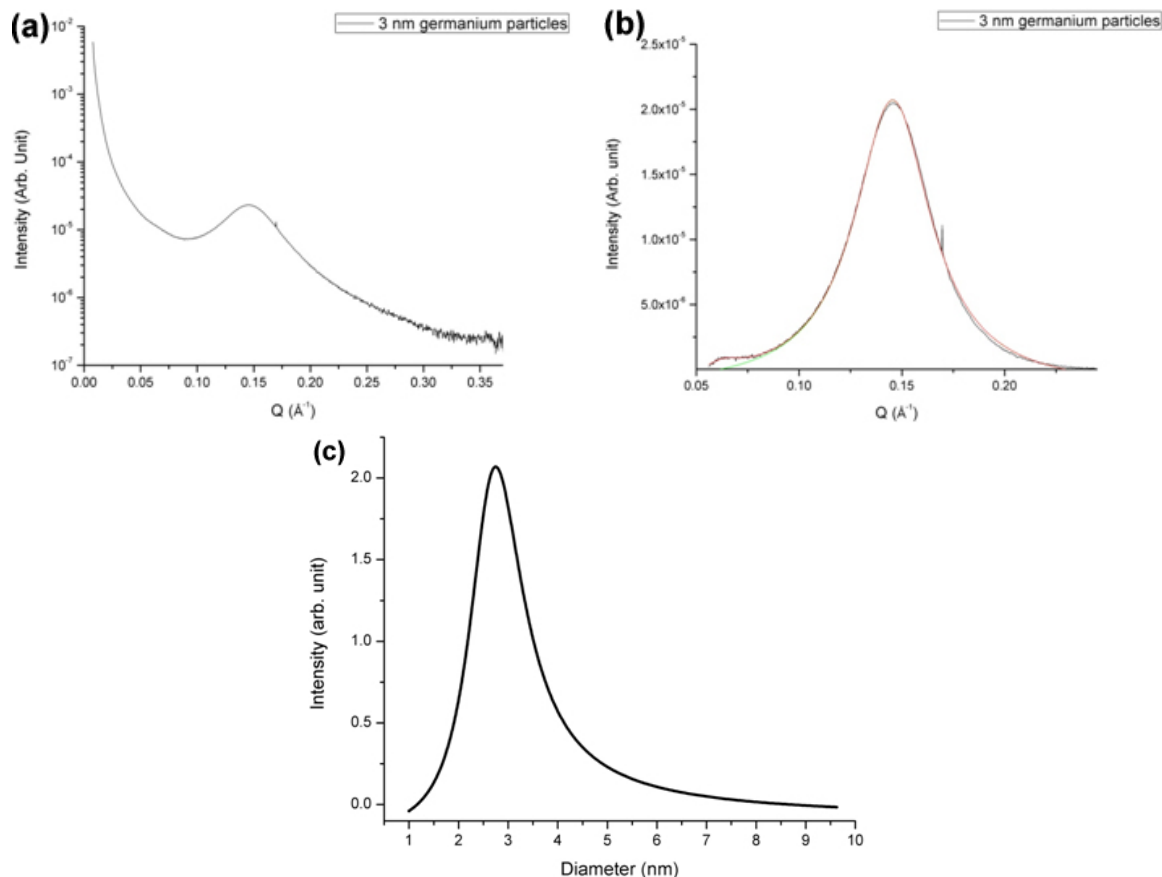 (a)
3 nm germanium particles
10⁻²
10⁻³
10⁻⁴
10⁻⁵
10⁻⁶
10⁻⁷
Intensity (Arb. Unit)
0.00 0.05 0.10 0.15 0.20 0.25 0.30 0.35
Q (Å⁻¹)
(b)
3 nm germanium particles
2.5x10⁻⁵
2.0x10⁻⁵
1.5x10⁻⁵
1.0x10⁻⁵
5.0x10⁻⁶
Intensity (Arb. unit)
0.05 0.10 0.15 0.20
Q (Å⁻¹)
(c)
2.0
1.5
1.0
0.5
0.0
Intensity (arb. unit)
1 2 3 4 5 6 7 8 9 10
Diameter (nm)